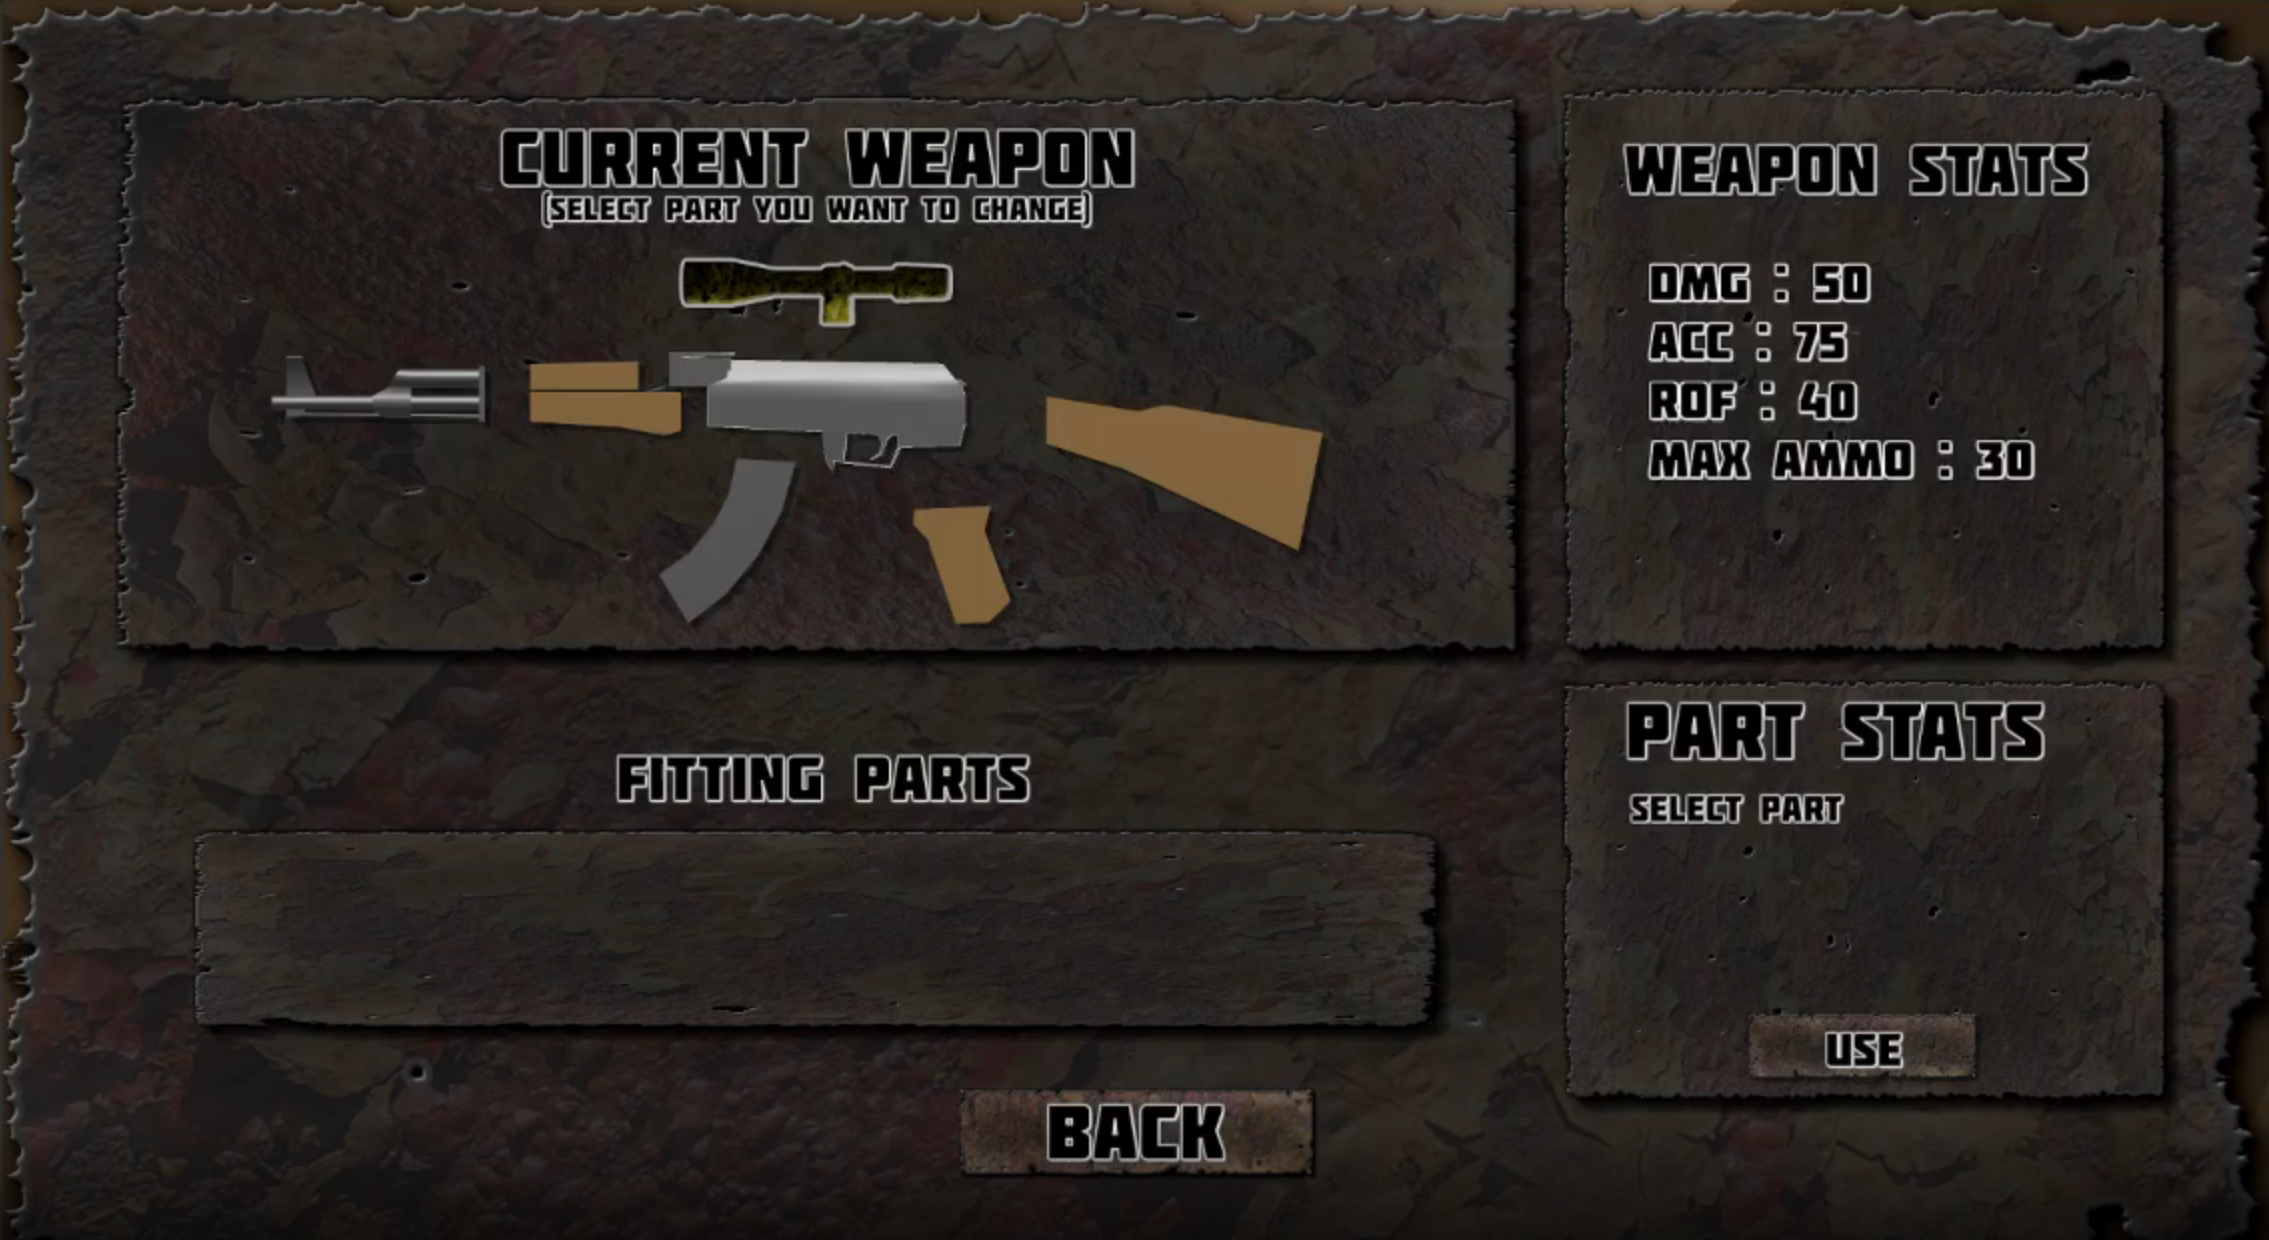 CURRENT WEAPON
(SELECT PART YOU WANT TO CHANGE)
WEAPON STATS
DMG : 50
ACC : 75
ROF : 40
MAX AMMO : 30
FITTING PARTS
PART STATS
SELECT PART
USE
BACK